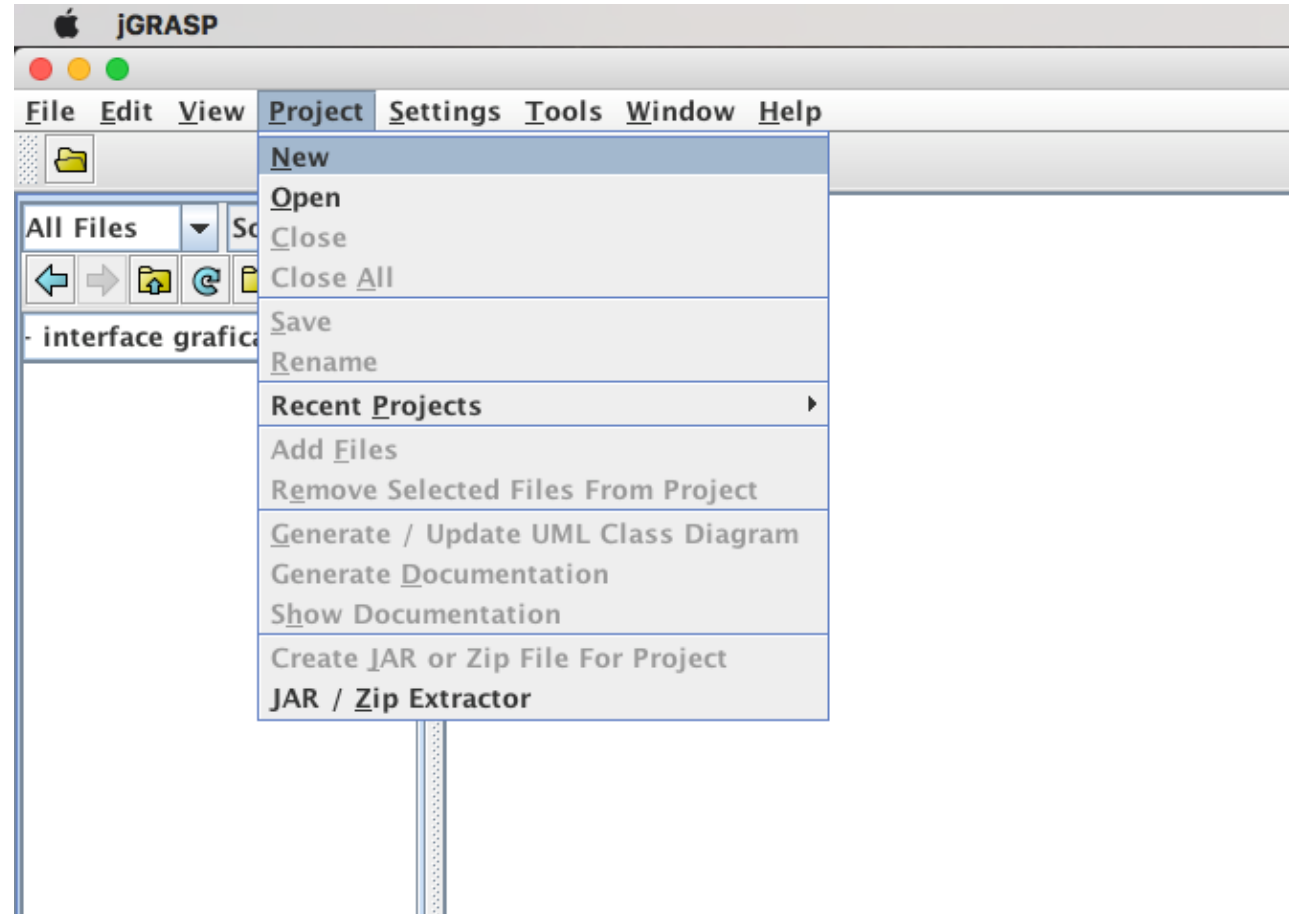 jGRASP
File Edit View Project Settings Tools Window Help
New
Open
Close
Close All
Save
Rename
Recent Projects
Add Files
Remove Selected Files From Project
Generate / Update UML Class Diagram
Generate Documentation
Show Documentation
Create JAR or Zip File For Project
JAR / Zip Extractor
All Files
interface grafica